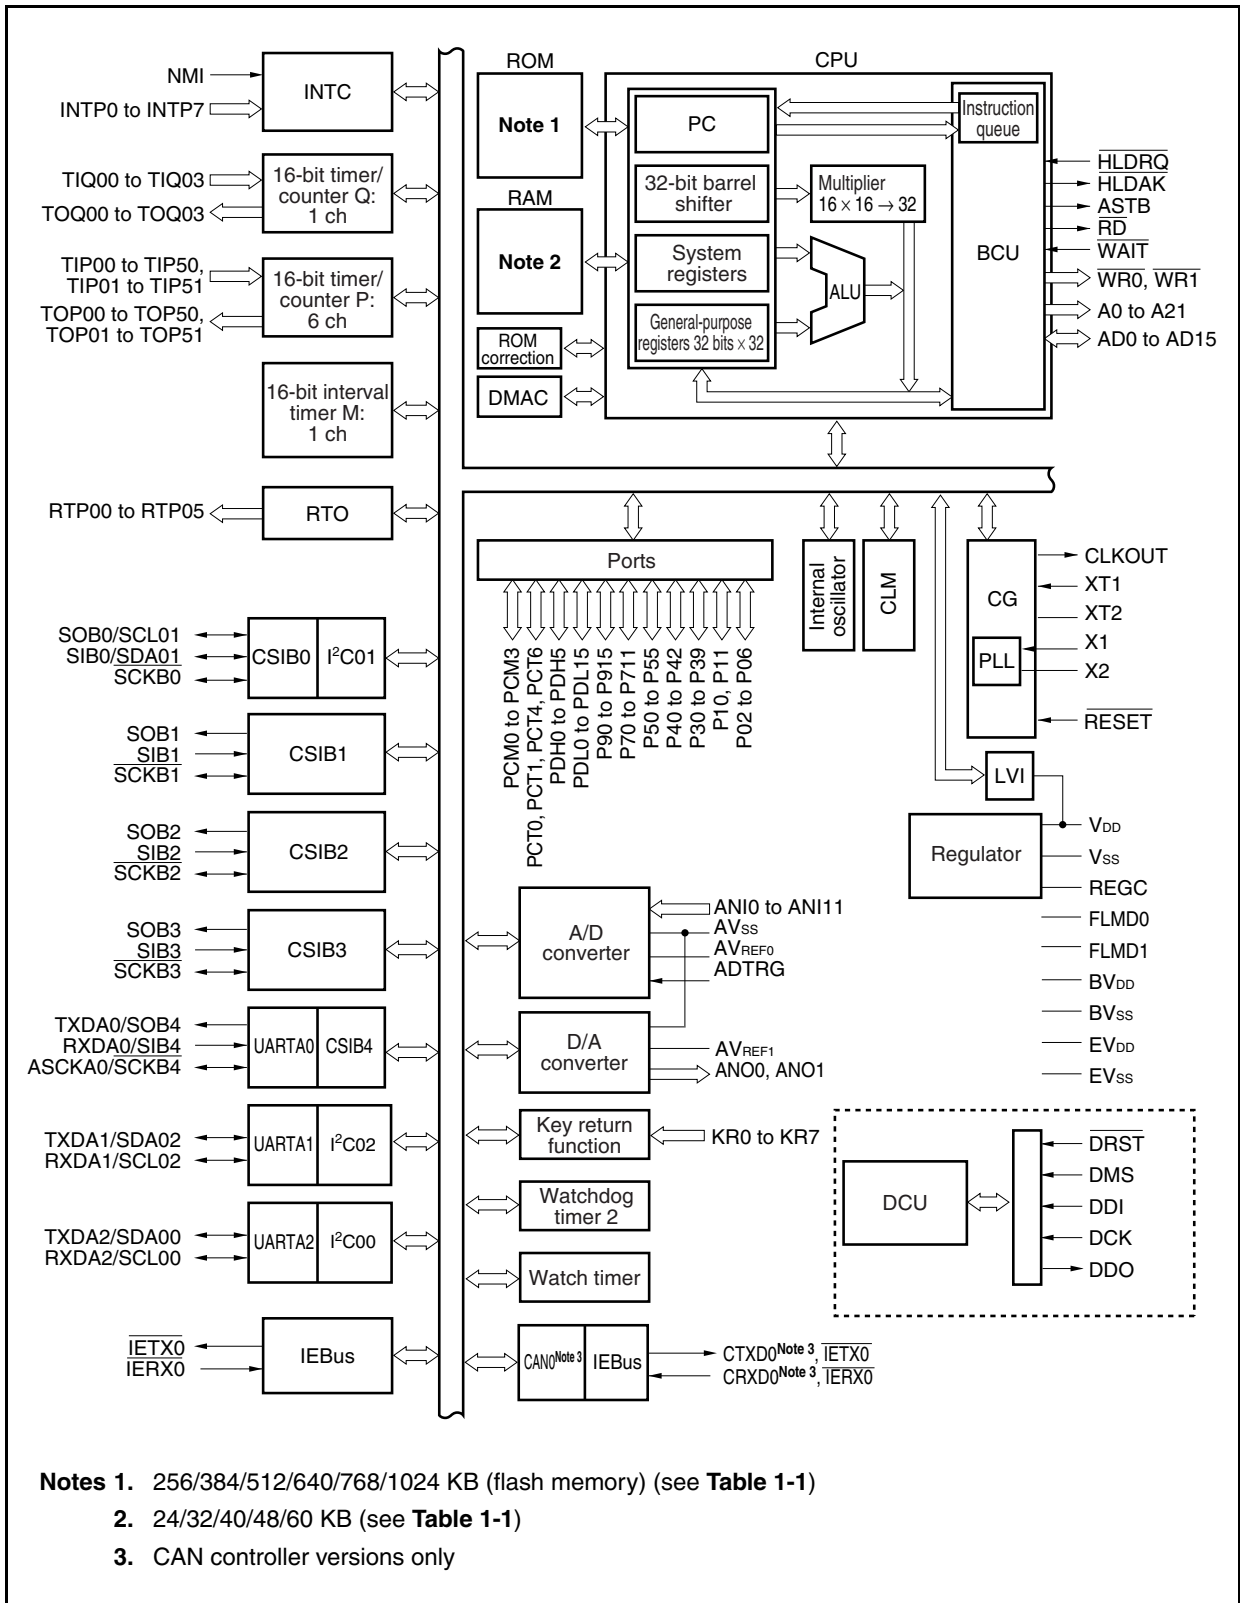 NMI
INTP0 to INTP7
INTC
TIQ00 to TIQ03
TOQ00 to TOQ03
16-bit timer/
counter Q:
1 ch
TIP00 to TIP50,
TIP01 to TIP51
TOP00 to TOP50,
TOP01 to TOP51
16-bit timer/
counter P:
6 ch
16-bit interval
timer M:
1 ch
RTP00 to RTP05
RTO
SOB0/SCL01
SIB0/SDA01
SCKB0
CSIB0
I²C01
SOB1
SIB1
SCKB1
CSIB1
SOB2
SIB2
SCKB2
CSIB2
SOB3
SIB3
SCKB3
CSIB3
TXDA0/SOB4
RXDA0/SIB4
ASCKA0/SCKB4
UARTA0
CSIB4
TXDA1/SDA02
RXDA1/SCL02
UARTA1
I²C02
TXDA2/SDA00
RXDA2/SCL00
UARTA2
I²C00
IETX0
IERX0
IEBus
ROM
Note 1
RAM
Note 2
ROM
correction
DMAC
CPU
PC
32-bit barrel
shifter
System
registers
General-purpose
registers 32 bits × 32
Multiplier
16 × 16 → 32
ALU
Instruction
queue
BCU
HLDRQ
HLDAK
ASTB
RD
WAIT
WR0, WR1
A0 to A21
AD0 to AD15
Ports
PCM0 to PCM3
PCT0, PCT1, PCT4, PCT6
PDH0 to PDH5
PDL0 to PDL15
P90 to P915
P70 to P711
P50 to P55
P40 to P42
P30 to P39
P10, P11
P02 to P06
Internal
oscillator
CLM
CG
PLL
CLKOUT
XT1
XT2
X1
X2
RESET
LVI
Regulator
VDD
VSS
REGC
FLMD0
FLMD1
BVDD
BVSS
EVDD
EVSS
A/D
converter
ANI0 to ANI11
AVSS
AVREF0
ADTRG
D/A
converter
AVREF1
ANO0, ANO1
Key return
function
KR0 to KR7
Watchdog
timer 2
Watch timer
CAN0Note 3
IEBus
CTXD0Note 3, IETX0
CRXD0Note 3, IERX0
DCU
DRST
DMS
DDI
DCK
DDO
Notes 1. 256/384/512/640/768/1024 KB (flash memory) (see Table 1-1)
2. 24/32/40/48/60 KB (see Table 1-1)
3. CAN controller versions only